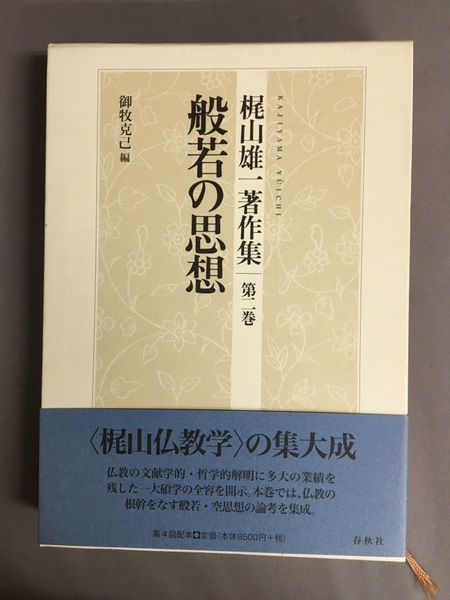 KAJIYAMA YŪICHI
梶山雄一著作集 第二巻
般若の思想
御牧克己 編
〈梶山仏教学〉の集大成
仏教の文献学的・哲学的解明に多大の業績を
残した一大碩学の全容を開示。本巻では、仏教の
根幹をなす般若・空思想の論考を集成。
第4回配本✚定価（本体9500円＋税）
春秋社